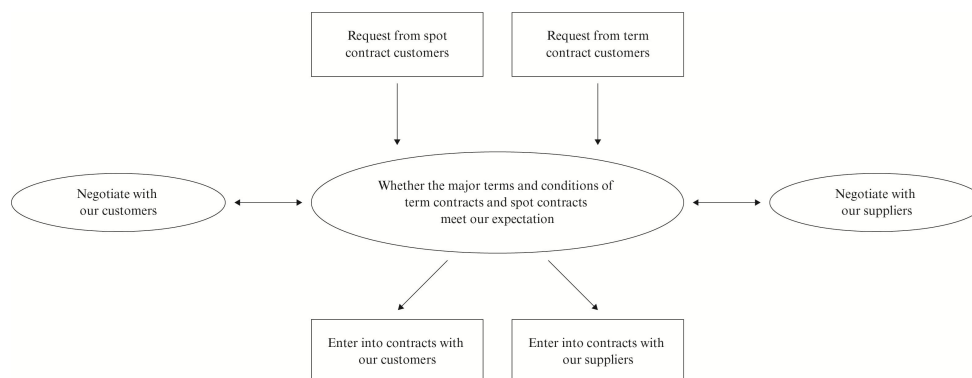 Request from spot
contract customers
Request from term
contract customers
Negotiate with
our customers
Whether the major terms and conditions of
term contracts and spot contracts
meet our expectation
Negotiate with
our suppliers
Enter into contracts with
our customers
Enter into contracts with
our suppliers